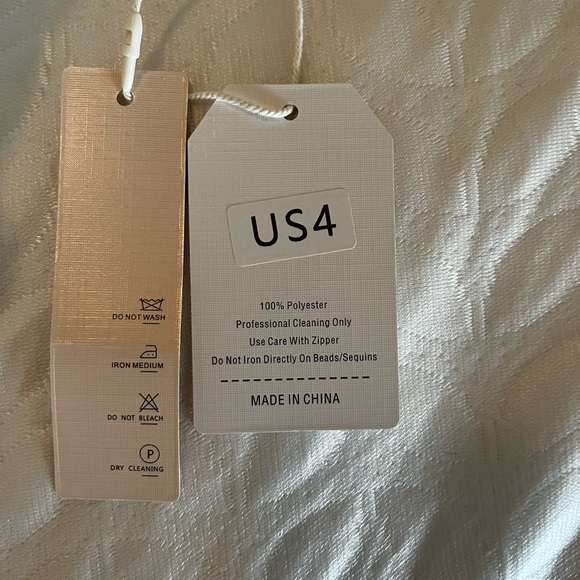 DO NOT WASH
IRON MEDIUM
DO NOT BLEACH
P
DRY CLEANING
US4
100% Polyester
Professional Cleaning Only
Use Care With Zipper
Do Not Iron Directly On Beads/Sequins
MADE IN CHINA